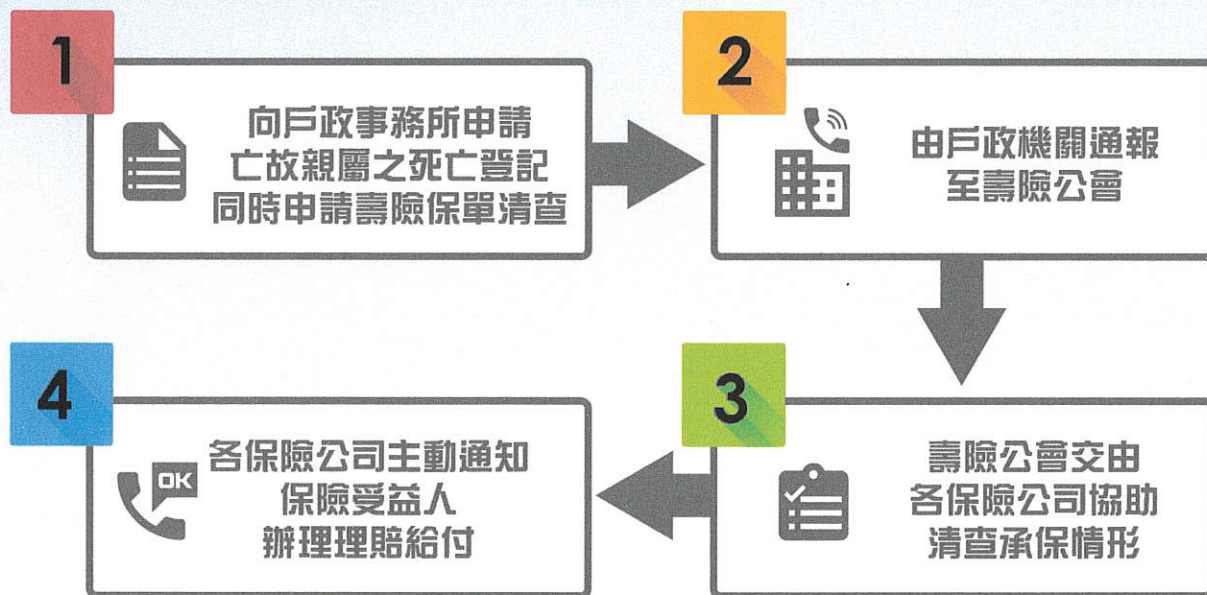 1
向戶政事務所申請
亡故親屬之死亡登記
同時申請壽險保單清查
2
由戶政機關通報
至壽險公會
3
壽險公會交由
各保險公司協助
清查承保情形
4
OK
各保險公司主動通知
保險受益人
辦理理賠給付